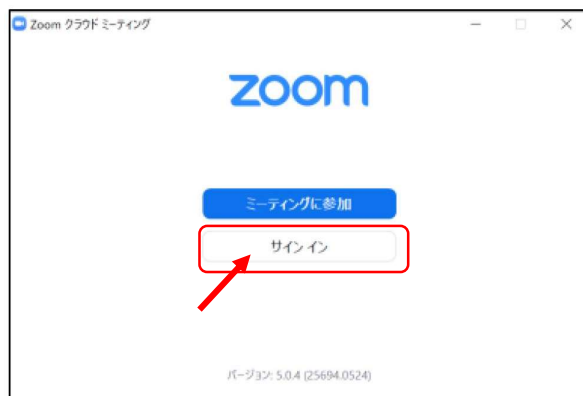 Zoom クラウド ミーティング
zoom
ミーティングに参加
サイン イン
バージョン: 5.0.4 (25694.0524)